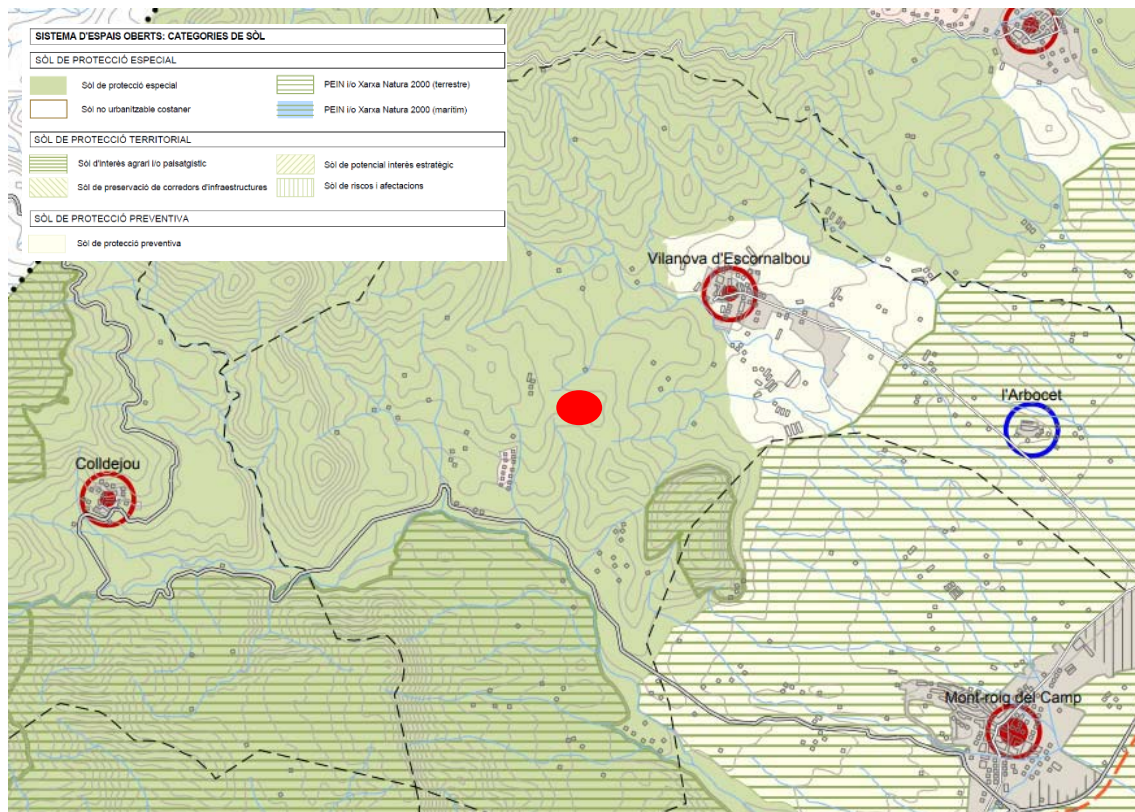 SISTEMA D'ESPAIS OBERTS: CATEGORIES DE SÒL
SÒL DE PROTECCIÓ ESPECIAL
Sòl de protecció especial
PEIN i/o Xarxa Natura 2000 (terrestre)
Sòl no urbanitzable costaner
PEIN i/o Xarxa Natura 2000 (marítim)
SÒL DE PROTECCIÓ TERRITORIAL
Sòl d'interès agrari i/o paisatgístic
Sòl de potencial interès estratègic
Sòl de preservació de corredors d'infraestructures
Sòl de riscos i afectacions
SÒL DE PROTECCIÓ PREVENTIVA
Sòl de protecció preventiva
Vilanova d'Escornalbou
l'Arbocet
Colldejou
Mont-roig del Camp